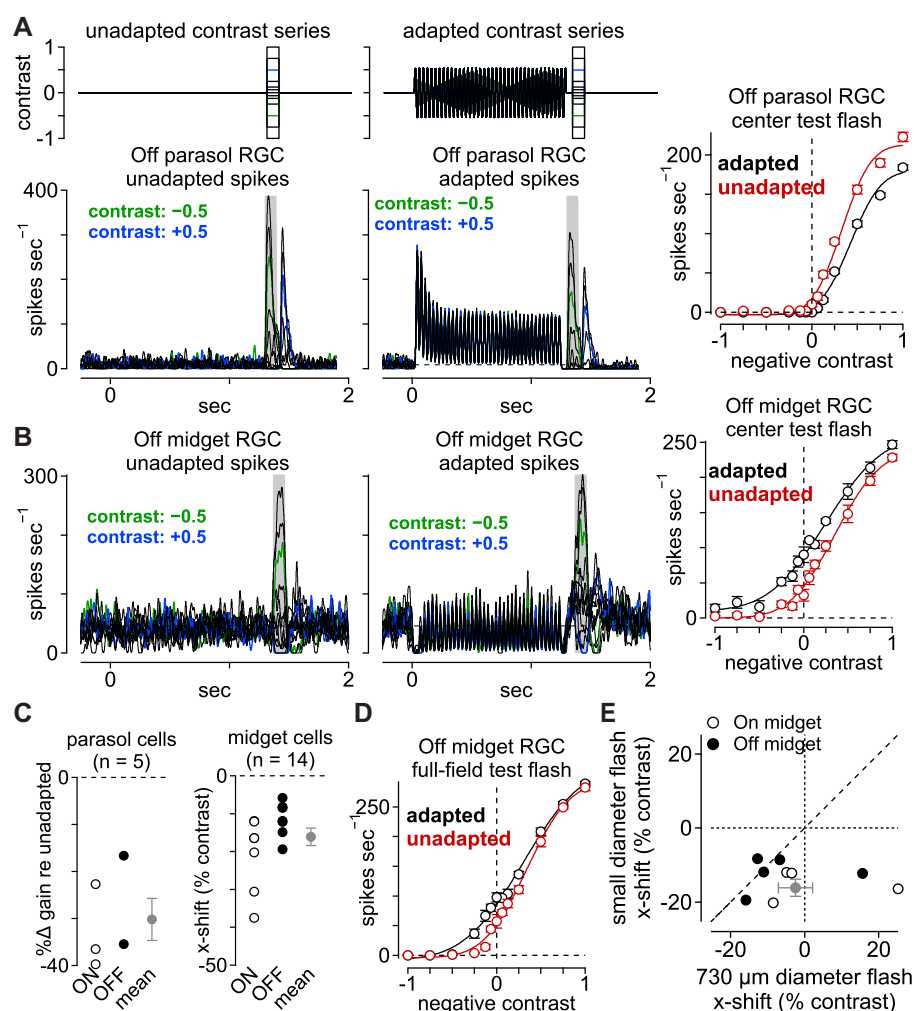 A
unadapted contrast series
adapted contrast series
contrast
1
0
-1
Off parasol RGC
unadapted spikes
Off parasol RGC
adapted spikes
Off parasol RGC
center test flash
contrast: −0.5
contrast: +0.5
contrast: −0.5
contrast: +0.5
adapted
unadapted
spikes sec−1
400
200
0
0
2
sec
0
2
sec
spikes sec−1
200
0
-1
0
1
negative contrast
B
Off midget RGC
unadapted spikes
Off midget RGC
adapted spikes
Off midget RGC
center test flash
contrast: −0.5
contrast: +0.5
contrast: −0.5
contrast: +0.5
adapted
unadapted
spikes sec−1
300
0
0
2
sec
0
2
sec
spikes sec−1
250
0
-1
0
1
negative contrast
C
parasol cells
(n = 5)
%Δ gain re unadapted
0
-40
ON
OFF
mean
midget cells
(n = 14)
x-shift (% contrast)
0
-50
ON
OFF
mean
D
Off midget RGC
full-field test flash
adapted
unadapted
spikes sec−1
250
0
-1
0
1
negative contrast
E
On midget
Off midget
small diameter flash
x-shift (% contrast)
20
0
-20
-20
0
20
730 µm diameter flash
x-shift (% contrast)